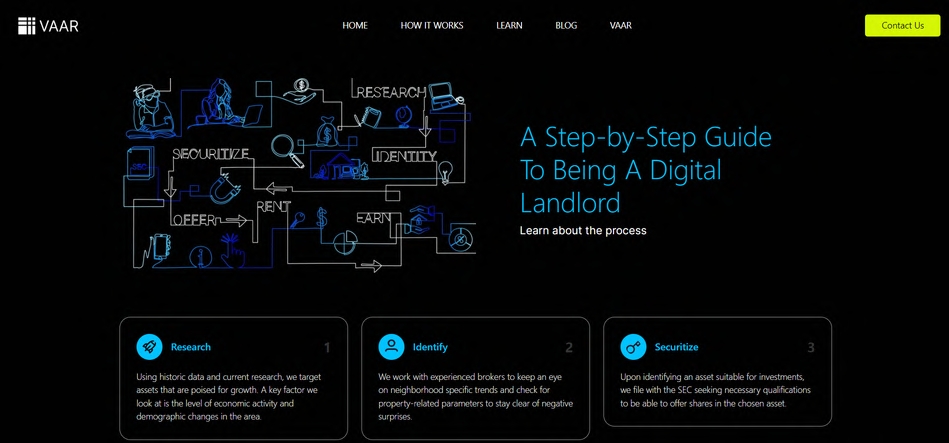 VAAR
HOME
HOW IT WORKS
LEARN
BLOG
VAAR
Contact Us
RESEARCH
SECURITIZE
IDENTITY
OFFER
RENT
EARN
A Step-by-Step Guide
To Being A Digital
Landlord
Learn about the process
Research
1
Using historic data and current research, we target
assets that are poised for growth. A key factor we
look at is the level of economic activity and
demographic changes in the area.
Identify
2
We work with experienced brokers to keep an eye
on neighborhood specific trends and check for
property-related parameters to stay clear of negative
surprises.
Securitize
3
Upon identifying an asset suitable for investments,
we file with the SEC seeking necessary qualifications
to be able to offer shares in the chosen asset.